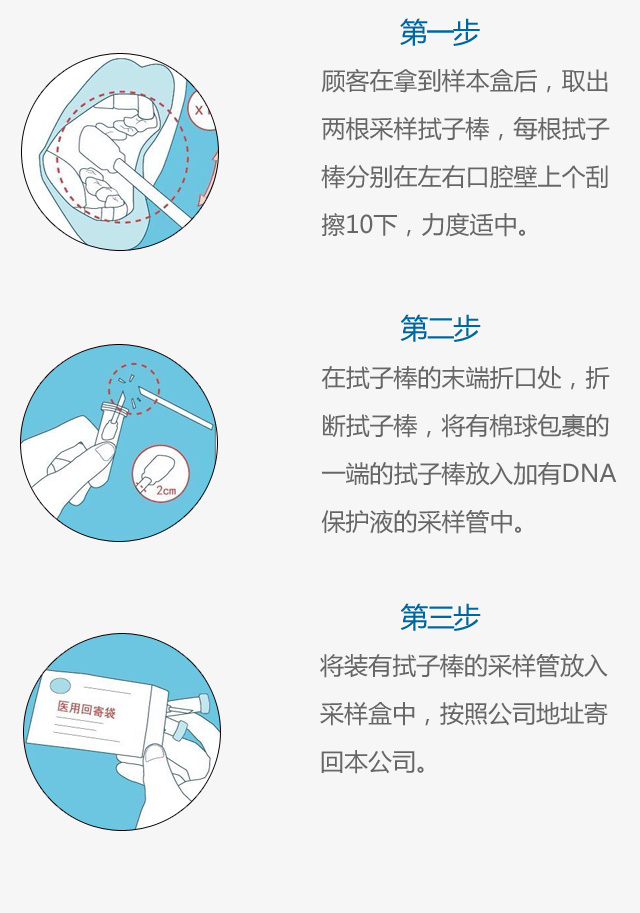 第一步
顾客在拿到样本盒后，取出
两根采样拭子棒，每根拭子
棒分别在左右口腔壁上个刮
擦10下，力度适中。
x
第二步
在拭子棒的末端折口处，折
断拭子棒，将有棉球包裹的
一端的拭子棒放入加有DNA
保护液的采样管中。
2cm
第三步
将装有拭子棒的采样管放入
采样盒中，按照公司地址寄
回本公司。
医用回寄袋